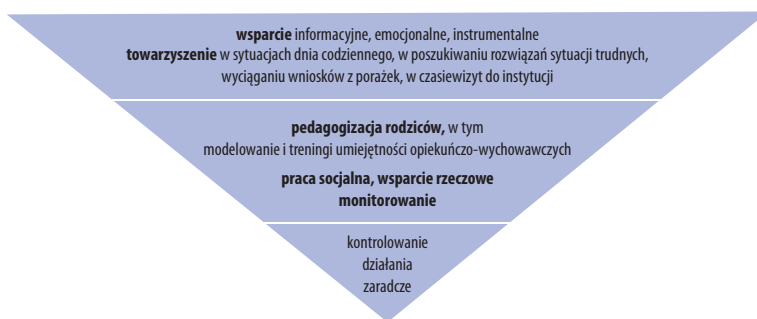 wsparcie informacyjne, emocjonalne, instrumentalne
towarzyszenie w sytuacjach dnia codziennego, w poszukiwaniu rozwiązań sytuacji trudnych,
wyciąganiu wniosków z porażek, w czasiewizyt do instytucji
pedagogizacja rodziców, w tym
modelowanie i treningi umiejętności opiekuńczo-wychowawczych
praca socjalna, wsparcie rzeczowe
monitorowanie
kontrolowanie
działania
zaradcze